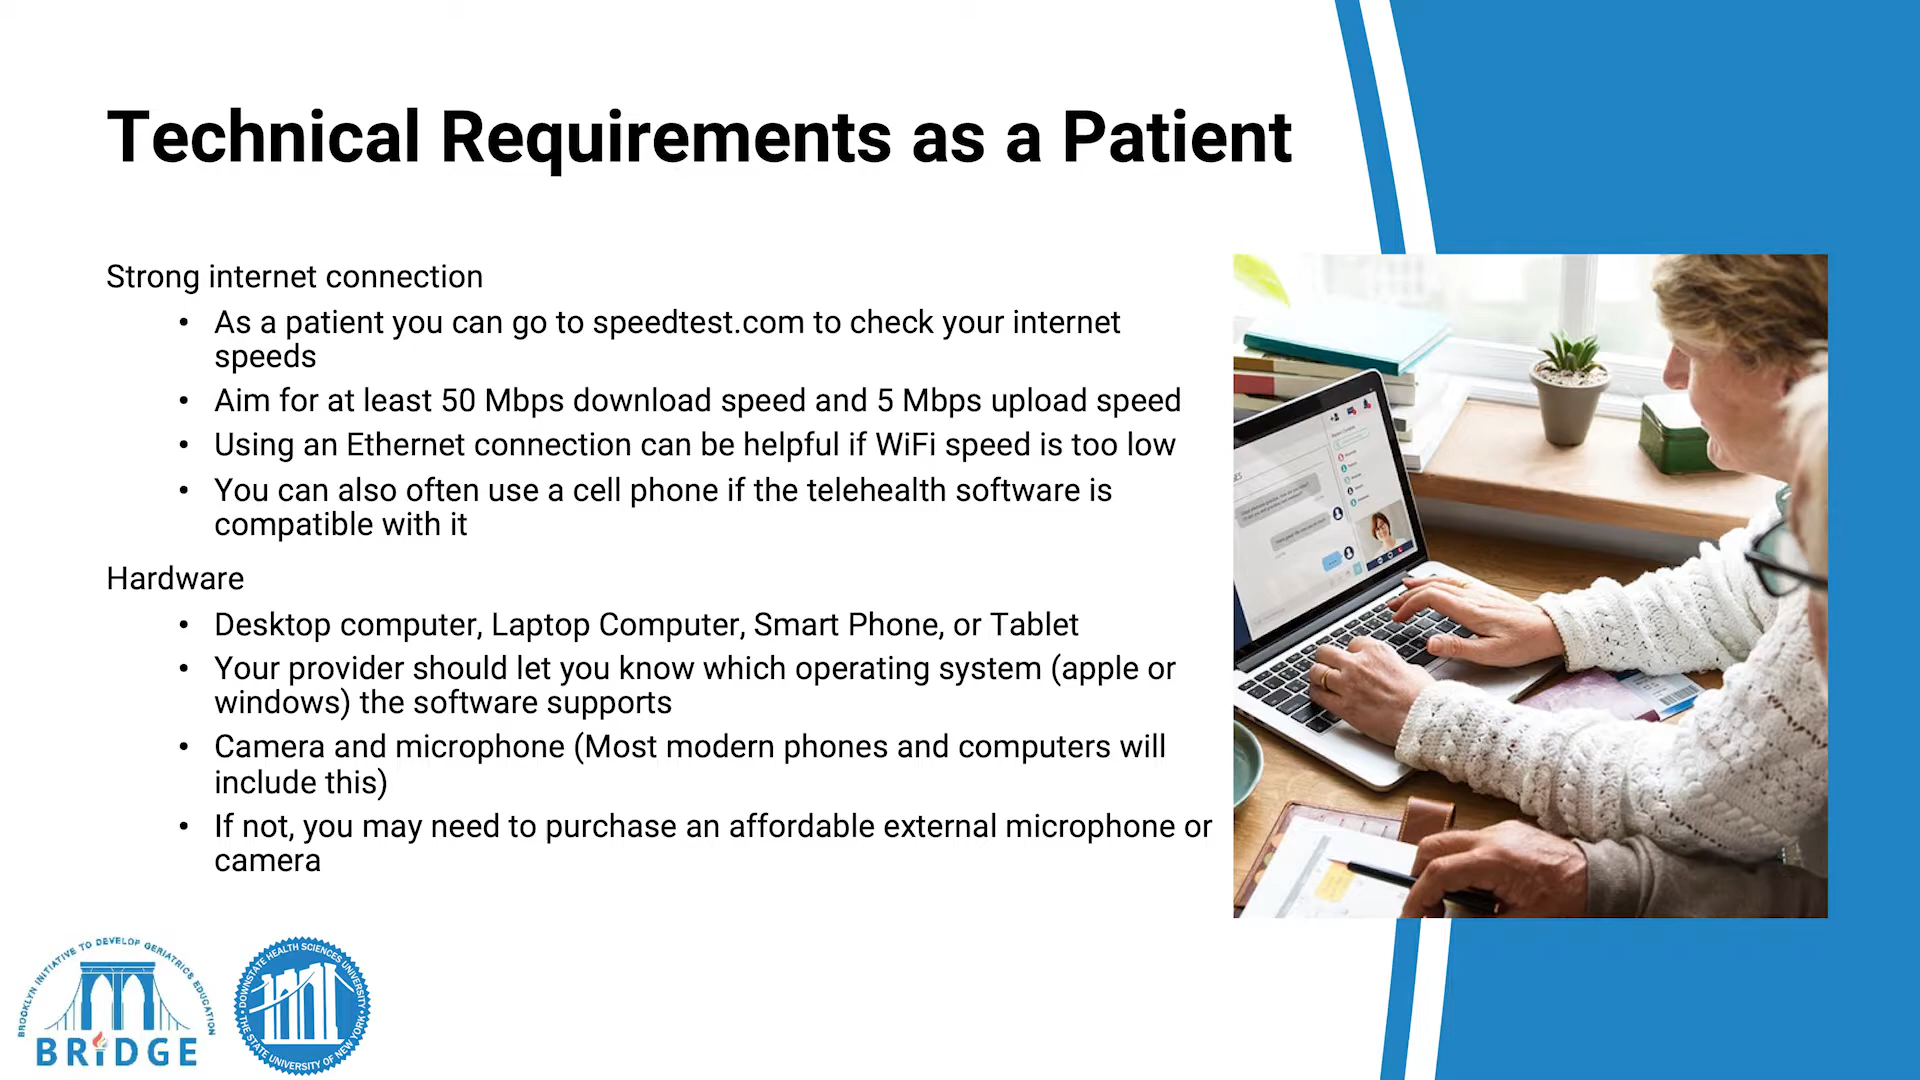 Technical Requirements as a Patient
Strong internet connection
• As a patient you can go to speedtest.com to check your internet
speeds
• Aim for at least 50 Mbps download speed and 5 Mbps upload speed
• Using an Ethernet connection can be helpful if WiFi speed is too low
• You can also often use a cell phone if the telehealth software is
compatible with it
Hardware
• Desktop computer, Laptop Computer, Smart Phone, or Tablet
• Your provider should let you know which operating system (apple or
windows) the software supports
• Camera and microphone (Most modern phones and computers will
include this)
• If not, you may need to purchase an affordable external microphone or
camera
BROOKLYN INITIATIVE TO DEVELOP GERIATRICS EDUCATION
BRIDGE
DOWNSTATE HEALTH SCIENCES UNIVERSITY
THE STATE UNIVERSITY OF NEW YORK